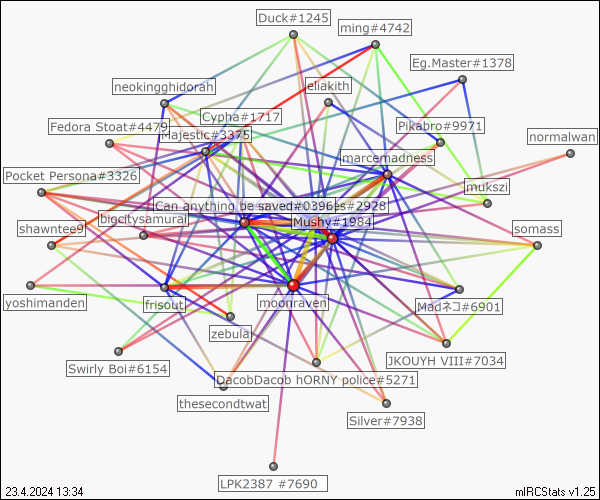 Duck#1245
ming#4742
Eg.Master#1378
neokingghidorah
eliakith
Cypha#1717
Fedora Stoat#4479
Majestic#3375
Pikabro#9971
normalwan
marcemadness
Pocket Persona#3326
mukszi
Can anything be saved#0396es#2928
bigcitysamurai
Mushy#1984
shawntee9
somass
yoshimanden
frisout
moonraven
Madネコ#6901
zebula
Swirly Boi#6154
JKOUYH VIII#7034
DacobDacob hORNY police#5271
thesecondtwat
Silver#7938
LPK2387 #7690
23.4.2024 13:34
mIRCStats v1.25